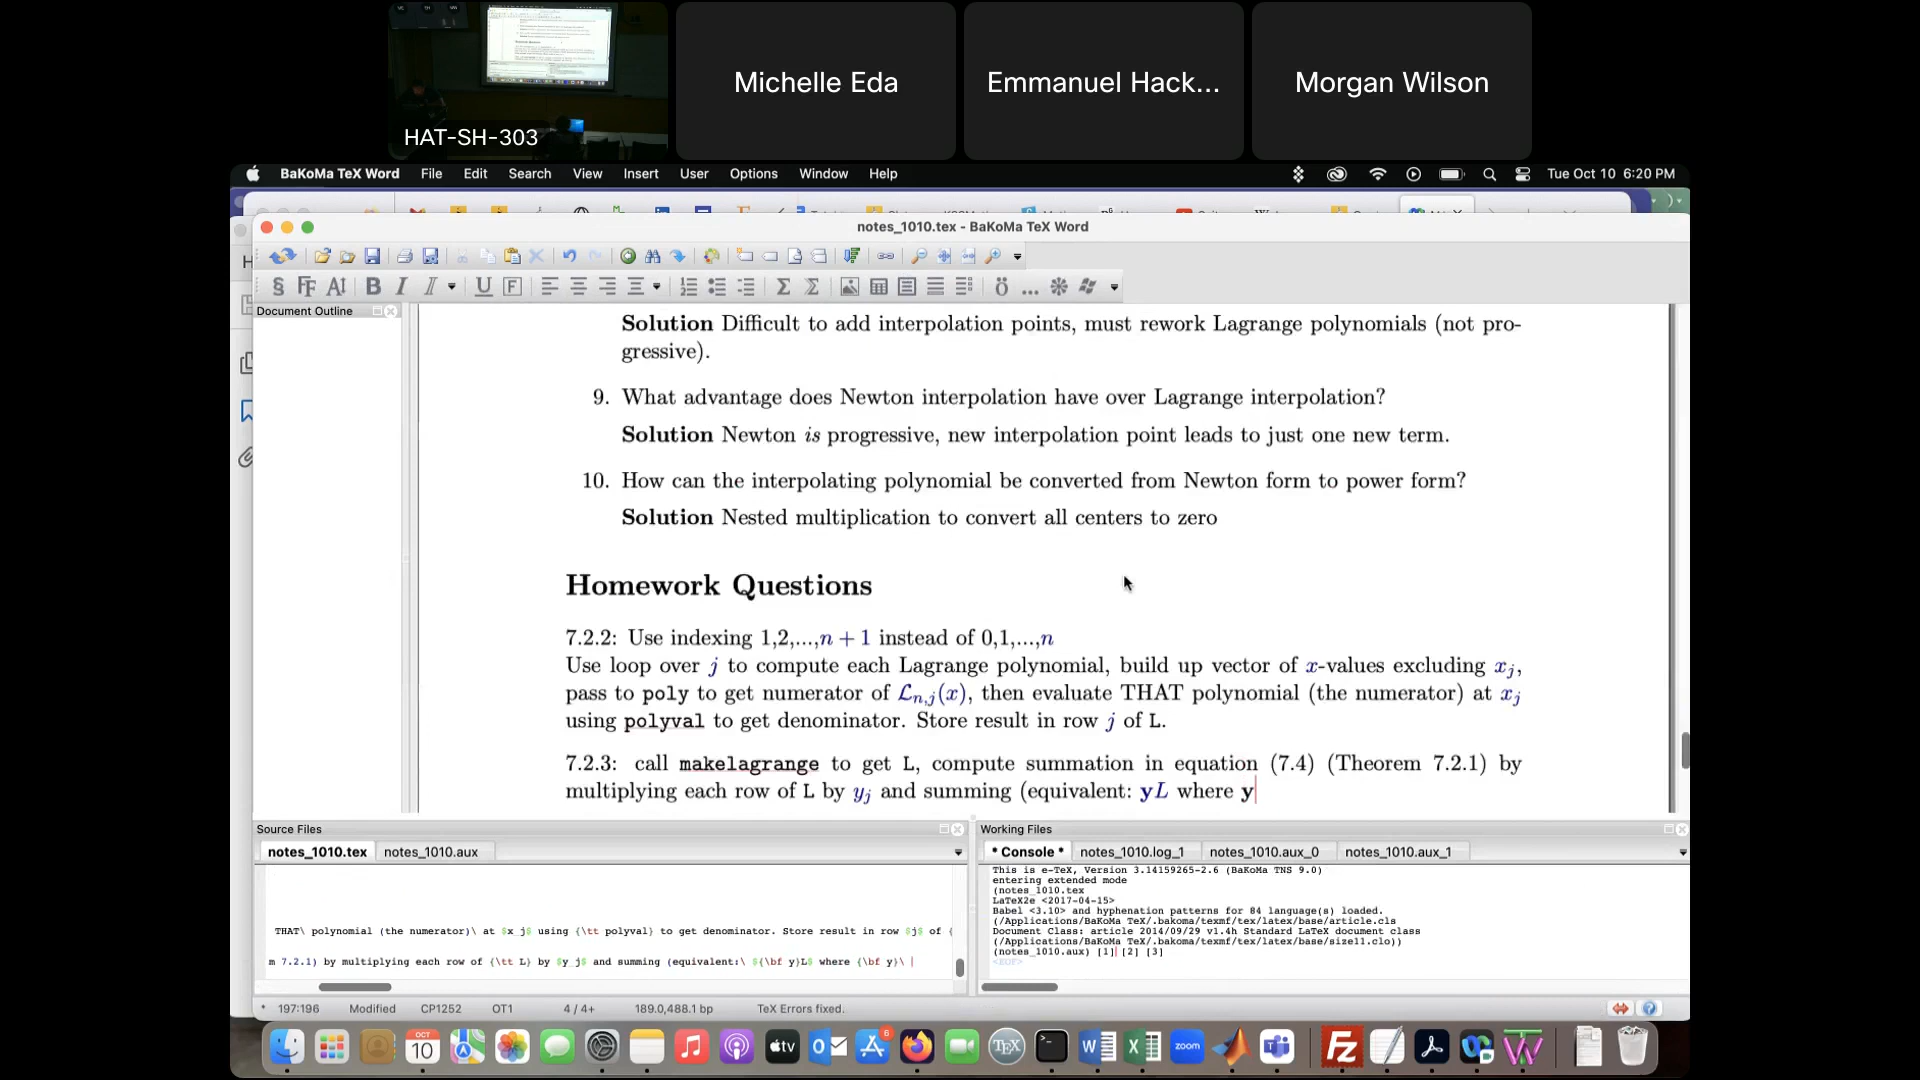 HAT-SH-303
Michelle Eda
Emmanuel Hack...
Morgan Wilson
BaKoMa TeX Word File Edit Search View Insert User Options Window Help
Tue Oct 10 6:20 PM
notes_1010.tex - BaKoMa TeX Word
Document Outline
Solution Difficult to add interpolation points, must rework Lagrange polynomials (not pro-
gressive).
9. What advantage does Newton interpolation have over Lagrange interpolation?
Solution Newton is progressive, new interpolation point leads to just one new term.
10. How can the interpolating polynomial be converted from Newton form to power form?
Solution Nested multiplication to convert all centers to zero
Homework Questions
7.2.2: Use indexing 1,2,...,n + 1 instead of 0,1,...,n
Use loop over j to compute each Lagrange polynomial, build up vector of x-values excluding xⱼ,
pass to poly to get numerator of ℒₙ,ⱼ(x), then evaluate THAT polynomial (the numerator) at xⱼ
using polyval to get denominator. Store result in row j of L.
7.2.3: call makelagrange to get L, compute summation in equation (7.4) (Theorem 7.2.1) by
multiplying each row of L by yⱼ and summing (equivalent: yL where y
Source Files
notes_1010.tex notes_1010.aux
THAT\ polynomial (the numerator)\ at $x_j$ using {\tt polyval} to get denominator. Store result in row $j$ of {
m 7.2.1) by multiplying each row of {\tt L} by $y_j$ and summing (equivalent:\ ${\bf y}L$ where {\bf y}\
Working Files
* Console * notes_1010.log_1 notes_1010.aux_0 notes_1010.aux_1
This is e-TeX, Version 3.14159265-2.6 (BaKoMa TNS 9.0)
entering extended mode
(notes_1010.tex
LaTeX2e <2017-04-15>
Babel <3.10> and hyphenation patterns for 84 language(s) loaded.
(/Applications/BaKoMa TeX/.bakoma/texmf/tex/latex/base/article.cls
Document Class: article 2014/09/29 v1.4h Standard LaTeX document class
(/Applications/BaKoMa TeX/.bakoma/texmf/tex/latex/base/size11.clo))
(notes_1010.aux) [1] [2] [3]
<EOF>
* 197:196 Modified CP1252 OT1 4 / 4+ 189.0,488.1 bp TeX Errors fixed.
OCT
10
tv
6
TEX
zoom